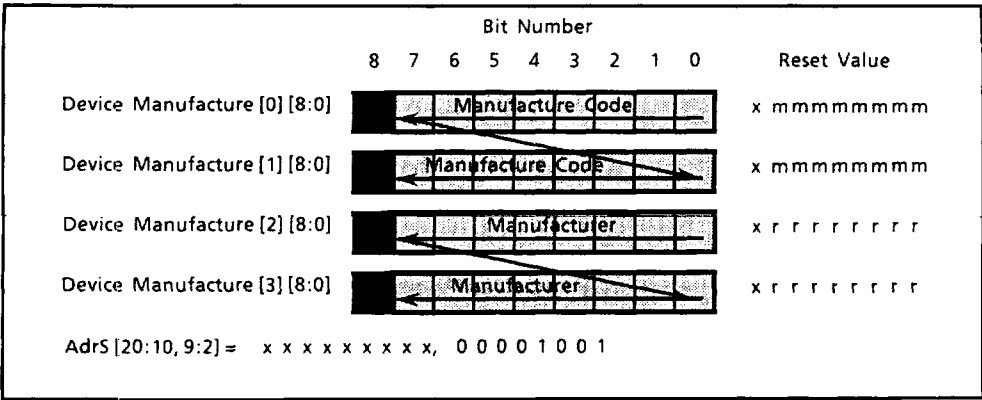 Bit Number
8 7 6 5 4 3 2 1 0 Reset Value
Device Manufacture [0] [8:0] Manufacture Code x m m m m m m m m
Device Manufacture [1] [8:0] Manufacture Code x m m m m m m m m
Device Manufacture [2] [8:0] Manufacturer x r r r r r r r r
Device Manufacture [3] [8:0] Manufacturer x r r r r r r r r
AdrS [20:10, 9:2] = x x x x x x x x x, 0 0 0 0 1 0 0 1